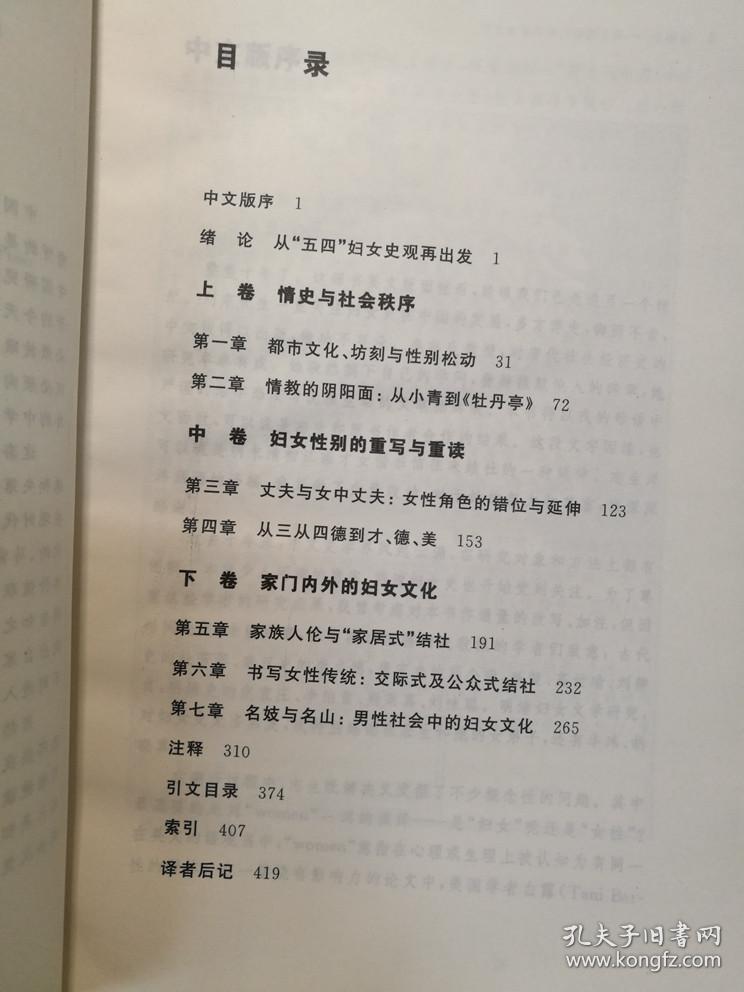 目 录
中文版序 1
绪 论 从“五四”妇女史观再出发 1
上 卷 情史与社会秩序
第一章 都市文化、坊刻与性别松动 31
第二章 情教的阴阳面：从小青到《牡丹亭》 72
中 卷 妇女性别的重写与重读
第三章 丈夫与女中丈夫：女性角色的错位与延伸 123
第四章 从三从四德到才、德、美 153
下 卷 家门内外的妇女文化
第五章 家族人伦与“家居式”结社 191
第六章 书写女性传统：交际式及公众式结社 232
第七章 名妓与名山：男性社会中的妇女文化 265
注释 310
引文目录 374
索引 407
译者后记 419
孔夫子旧书网
www.kongfz.com